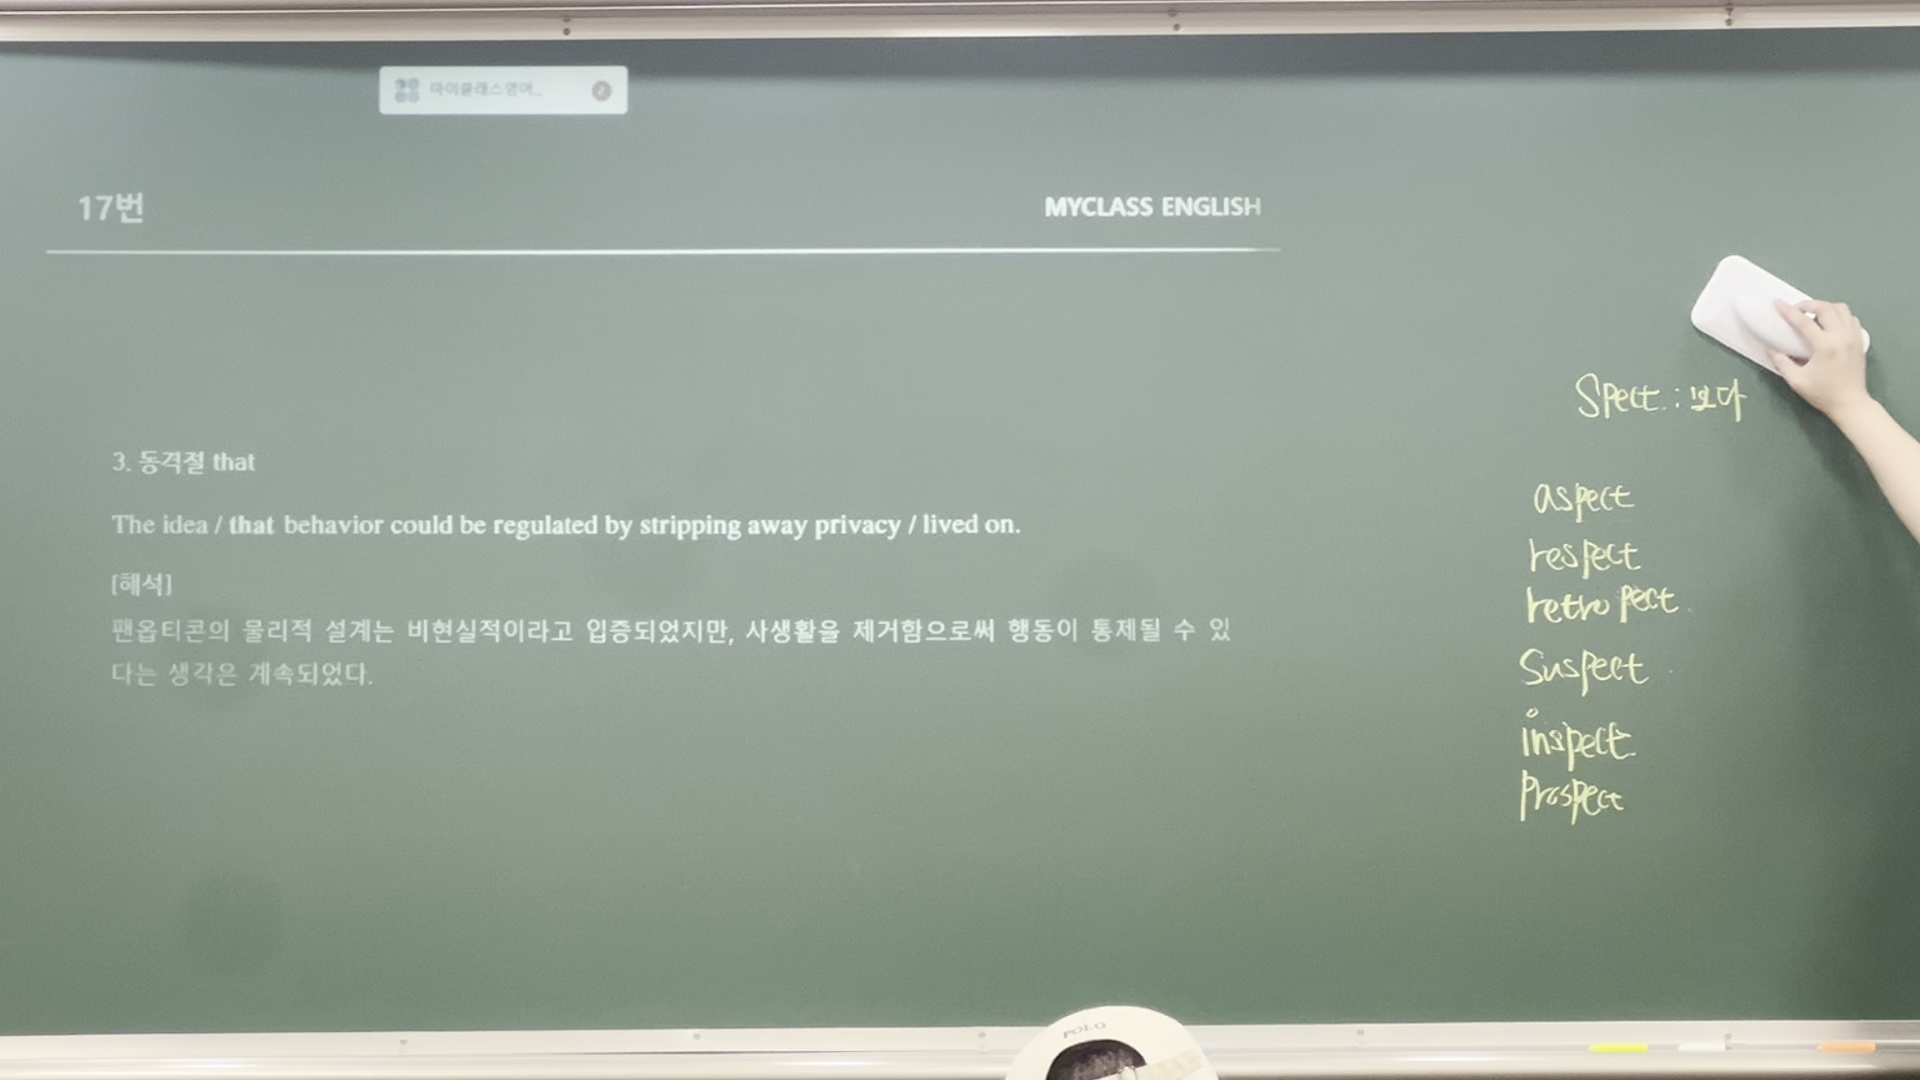 마이클래스영어...
17번
MYCLASS ENGLISH
3. 동격절 that
The idea / that behavior could be regulated by stripping away privacy / lived on.
[해석]
팬옵티콘의 물리적 설계는 비현실적이라고 입증되었지만, 사생활을 제거함으로써 행동이 통제될 수 있
다는 생각은 계속되었다.
Spect : 보다
aspect
respect
retropect
Suspect
inspect
Prospect
POLO